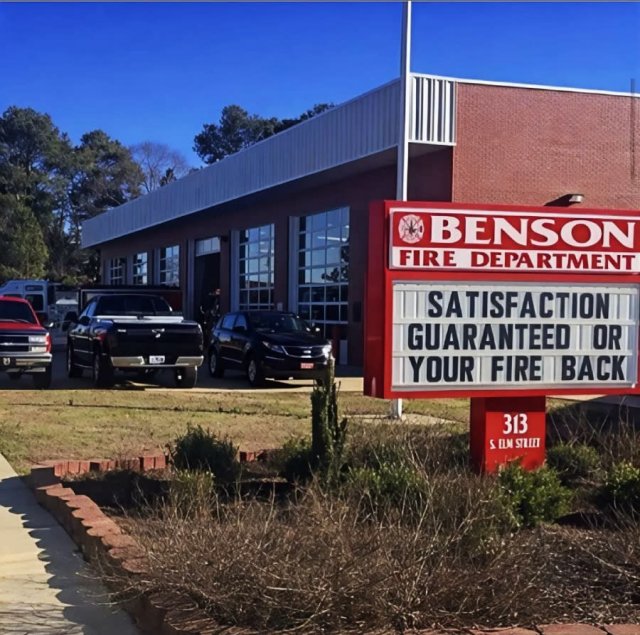 BENSON
FIRE DEPARTMENT
SATISFACTION
GUARANTEED OR
YOUR FIRE BACK
313
S. ELM STREET